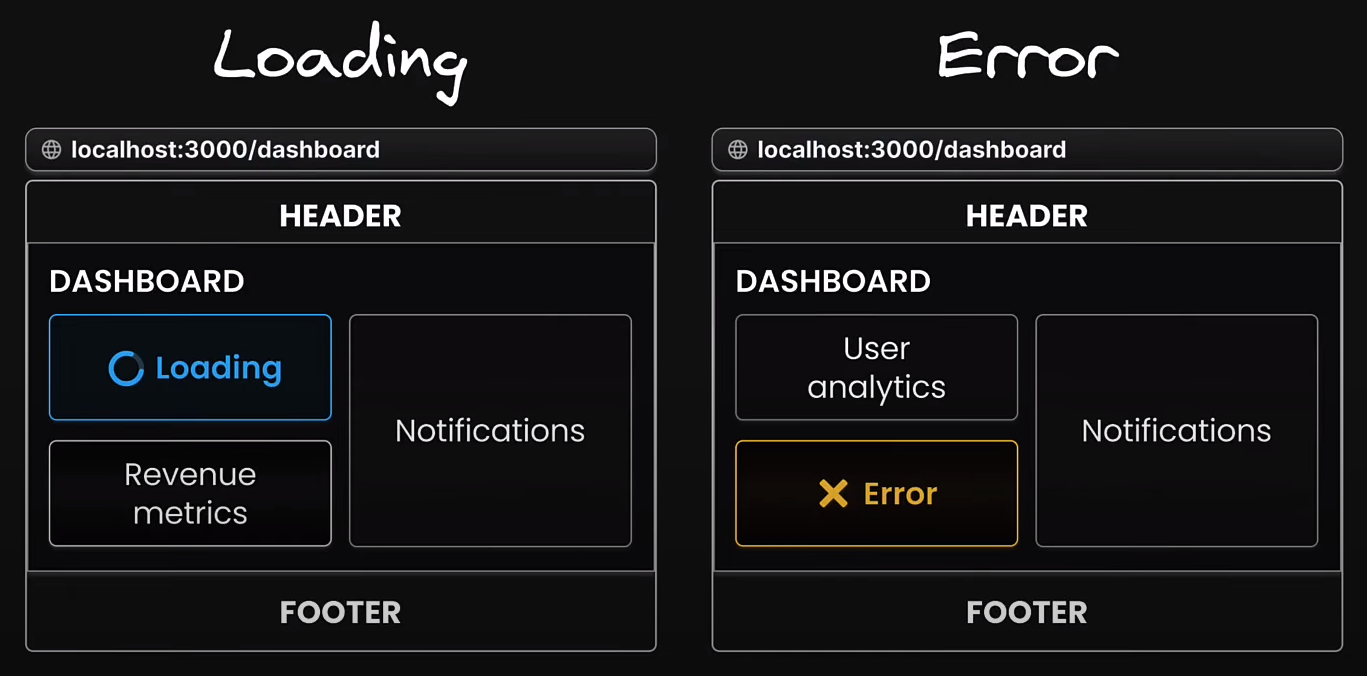 Loading
localhost:3000/dashboard
HEADER
DASHBOARD
Loading
Revenue
metrics
Notifications
FOOTER
Error
localhost:3000/dashboard
HEADER
DASHBOARD
User
analytics
Error
Notifications
FOOTER